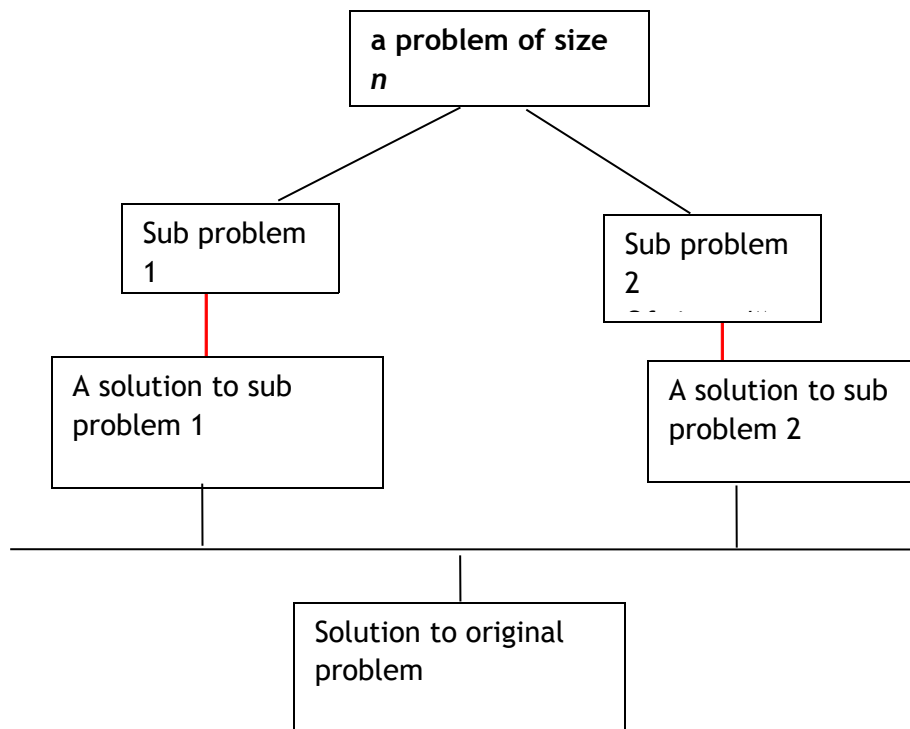 a problem of size
n
Sub problem
1
Sub problem
2
A solution to sub
problem 1
A solution to sub
problem 2
Solution to original
problem